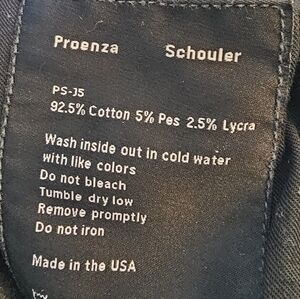 Proenza Schouler
PS-J5
92.5% Cotton 5% Pes 2.5% Lycra
Wash inside out in cold water
with like colors
Do not bleach
Tumble dry low
Remove promptly
Do not iron
Made in the USA